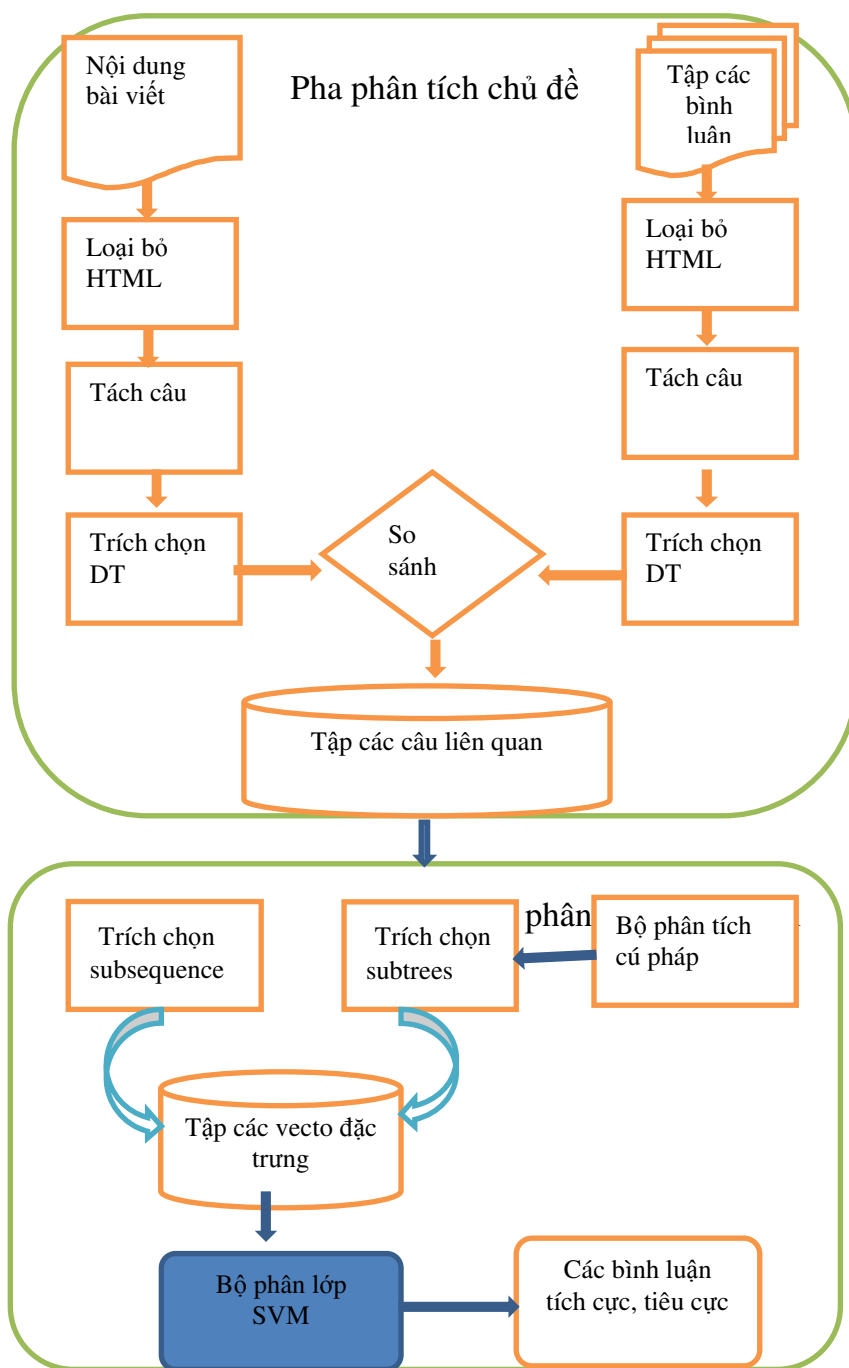 Nội dung
bài viết
Pha phân tích chủ đề
Tập các
bình
luận
Loại bỏ
HTML
Loại bỏ
HTML
Tách câu
Tách câu
Trích chọn
DT
So
sánh
Trích chọn
DT
Tập các câu liên quan
phân
Trích chọn
subsequence
Trích chọn
subtrees
Bộ phân tích
cú pháp
Tập các vecto đặc
trưng
Bộ phân lớp
SVM
Các bình luận
tích cực, tiêu cực